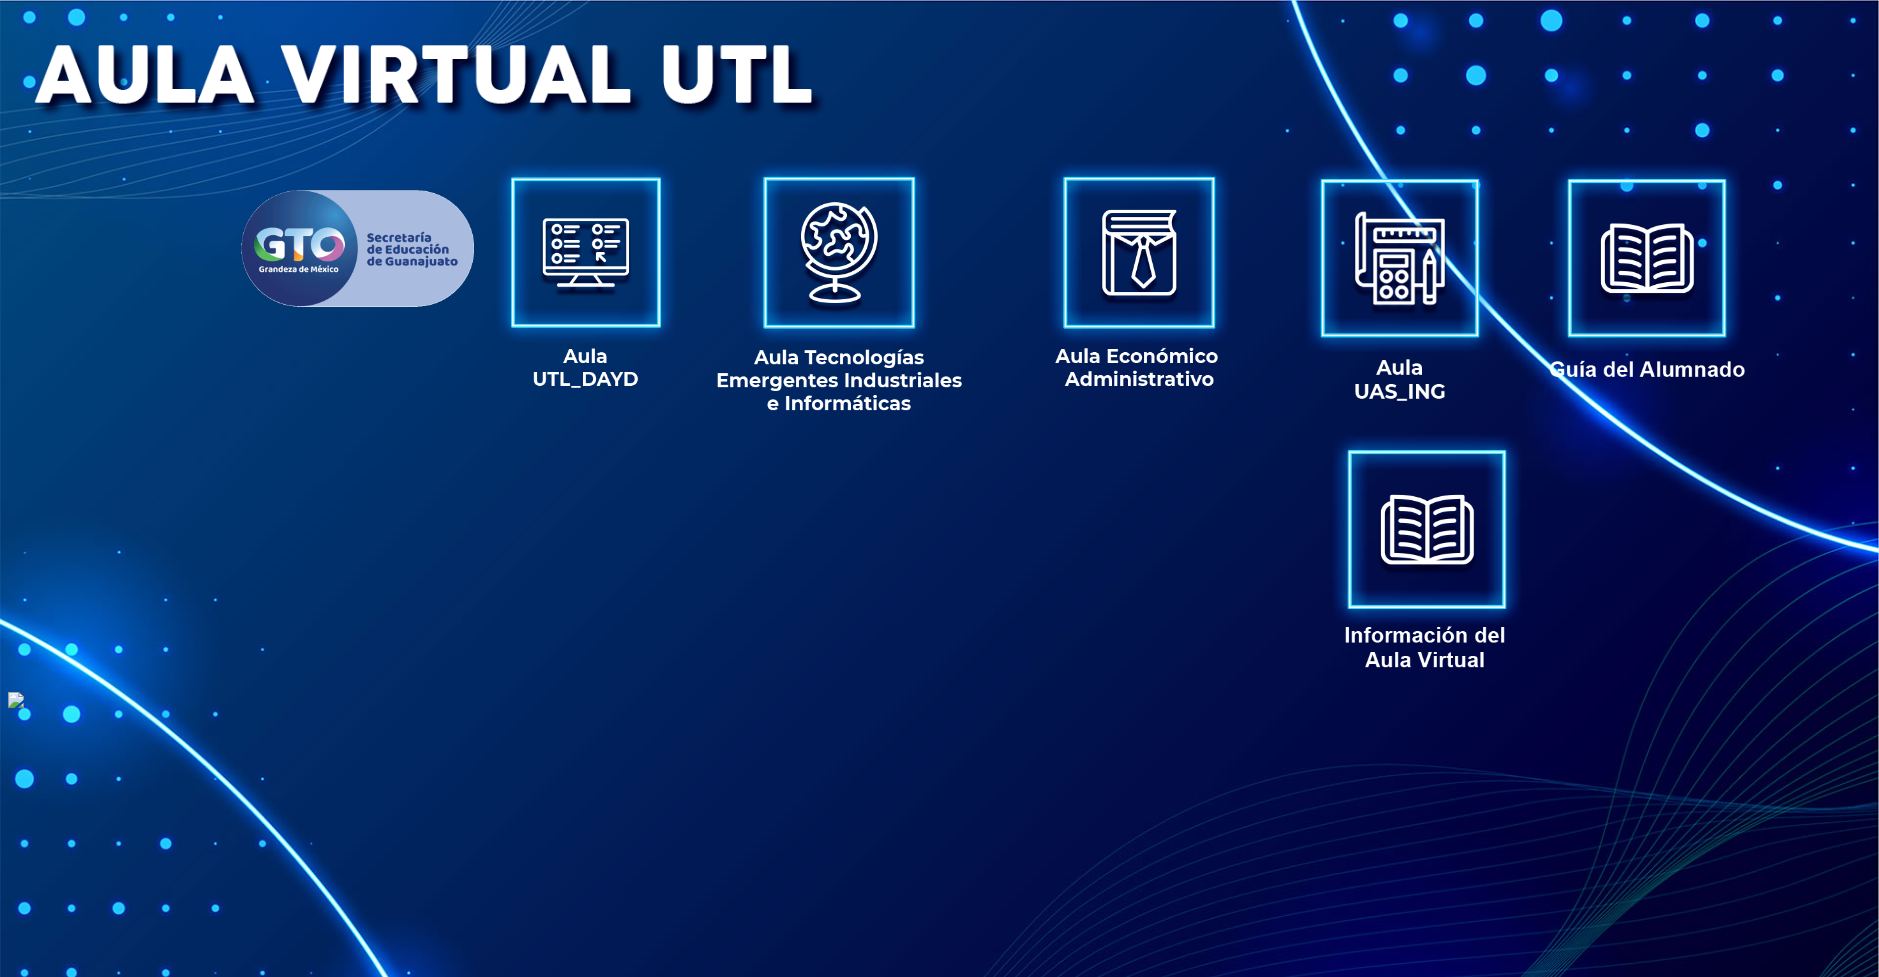 AULA VIRTUAL UTL
GTO
Grandeza de México
Secretaría
de Educación
de Guanajuato
Aula
UTL_DAYD
Aula Tecnologías
Emergentes Industriales
e Informáticas
Aula Económico
Administrativo
Aula
UAS_ING
Guía del Alumnado
Información del
Aula Virtual